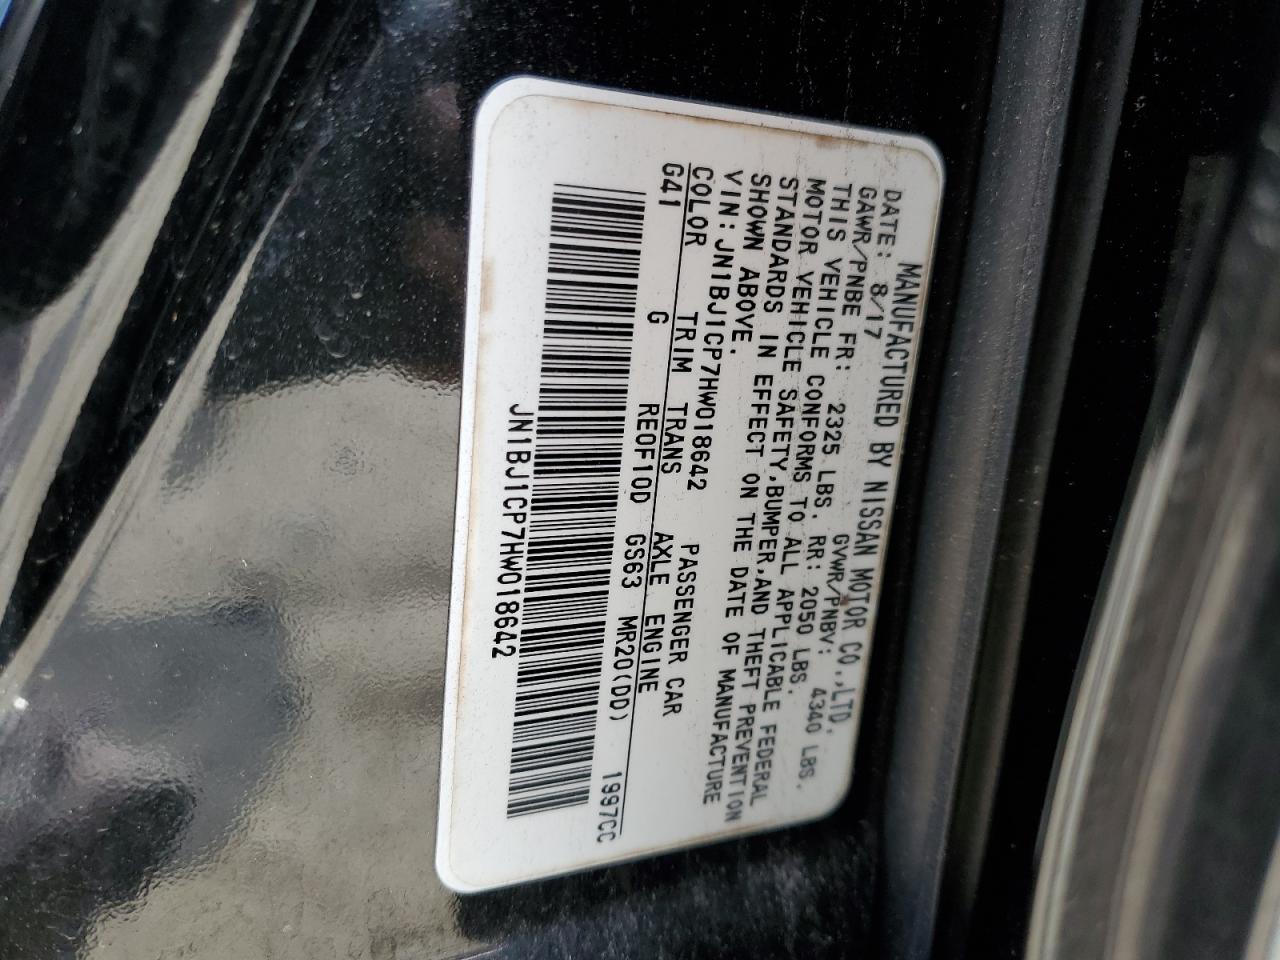 MANUFACTURED BY NISSAN MOTOR CO.,LTD.
DATE: 8/17 GVWR/PNBV: 4340 LBS.
GAWR/PNBE FR: 2325 LBS. RR: 2050 LBS.
THIS VEHICLE CONFORMS TO ALL APPLICABLE FEDERAL
MOTOR VEHICLE SAFETY,BUMPER,AND THEFT PREVENTION
STANDARDS IN EFFECT ON THE DATE OF MANUFACTURE
SHOWN ABOVE.
VIN: JN1BJ1CP7HW018642 PASSENGER CAR
COLOR TRIM TRANS AXLE ENGINE
G41 G RE0F10D GS63 MR20(DD) 1997CC
JN1BJ1CP7HW018642